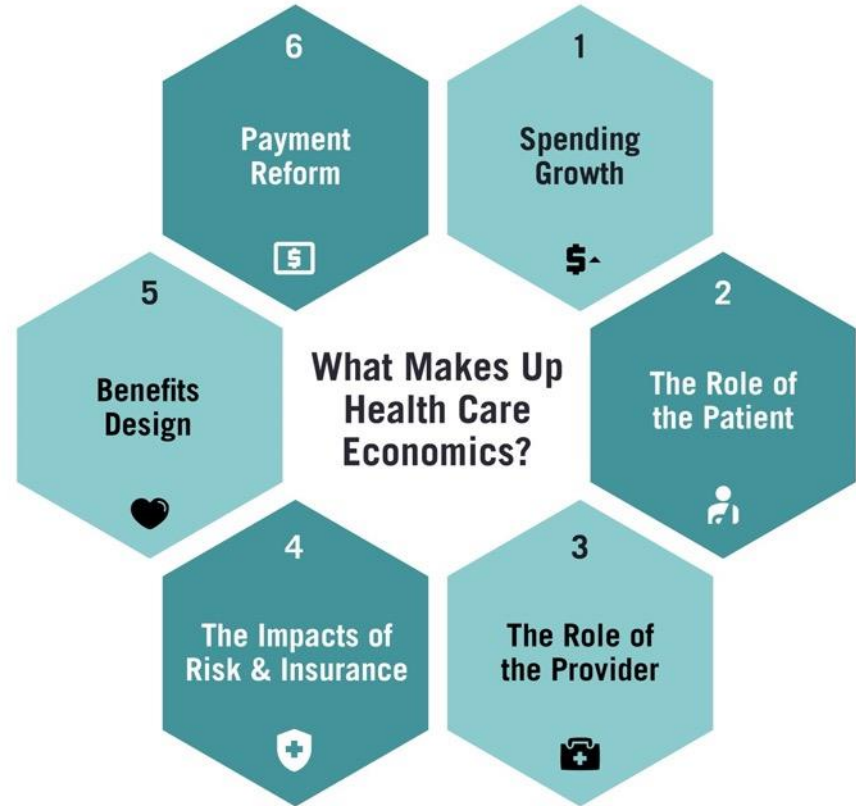 What Makes Up
Health Care
Economics?
1
Spending
Growth
2
The Role of
the Patient
3
The Role of
the Provider
4
The Impacts of
Risk & Insurance
5
Benefits
Design
6
Payment
Reform